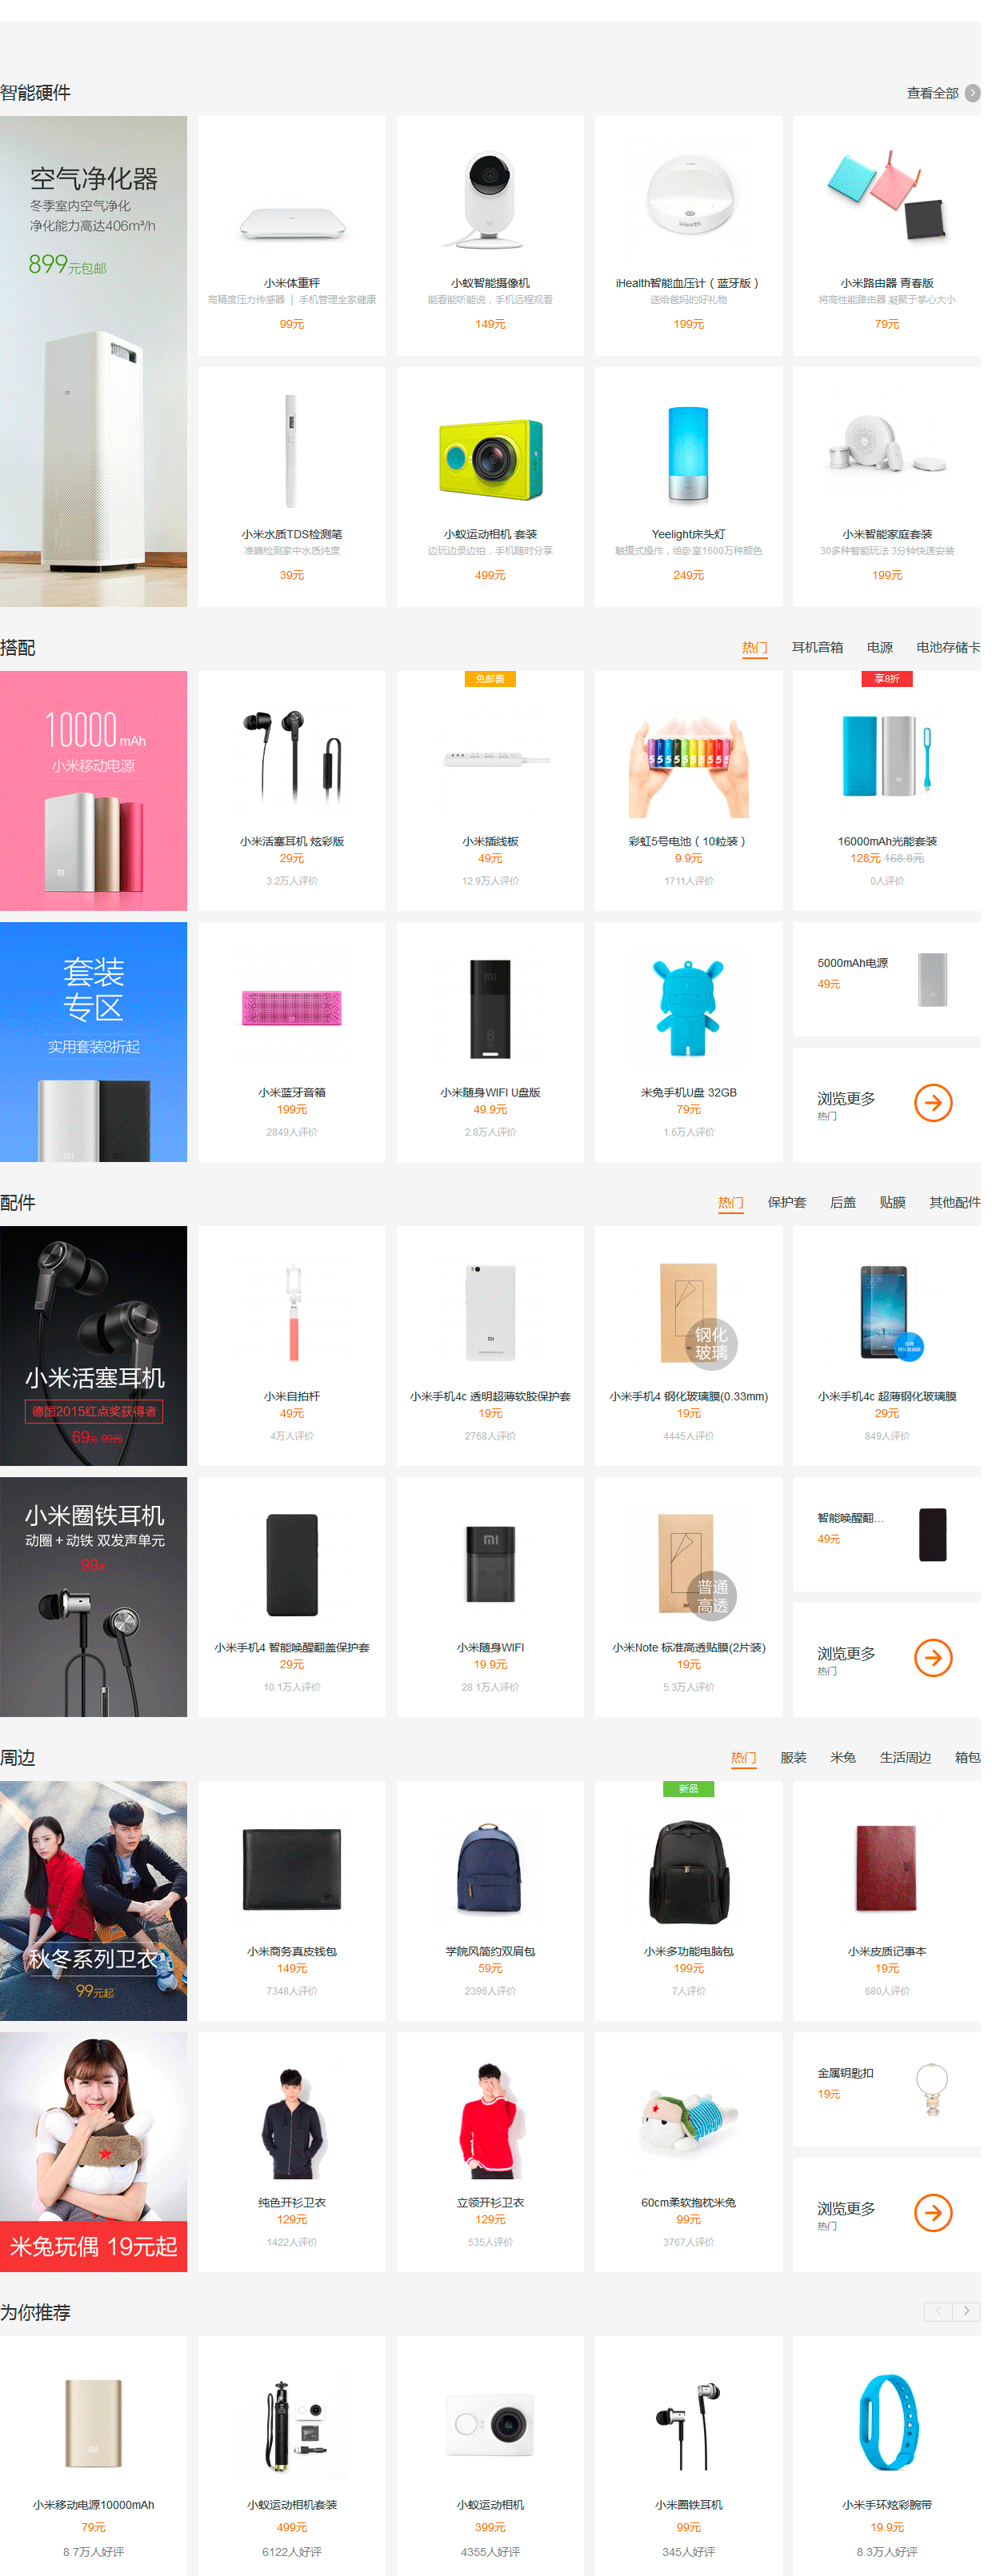 智能硬件
查看全部
空气净化器
冬季室内空气净化
净化能力高达406m³/h
899元包邮
小米体重秤
高精度压力传感器 | 手机管理全家健康
99元
小蚁智能摄像机
能看能听能说，手机远程观看
149元
iHealth智能血压计（蓝牙版）
送给爸妈的好礼物
199元
小米路由器 青春版
将高性能路由器 凝聚于掌心大小
79元
小米水质TDS检测笔
准确检测家中水质纯度
39元
小蚁运动相机 套装
边玩边录边拍，手机随时分享
499元
Yeelight床头灯
触摸式操作，给卧室1600万种颜色
249元
小米智能家庭套装
30多种智能玩法 3分钟快速安装
199元
搭配
热门 耳机音箱 电源 电池存储卡
10000 mAh
小米移动电源
小米活塞耳机 炫彩版
29元
3.2万人评价
免邮费
小米插线板
49元
12.9万人评价
彩虹5号电池（10粒装）
9.9元
1711人评价
享8折
16000mAh光能套装
128元 168.8元
0人评价
套装
专区
实用套装8折起
小米蓝牙音箱
199元
2849人评价
小米随身WIFI U盘版
49.9元
2.8万人评价
米兔手机U盘 32GB
79元
1.6万人评价
5000mAh电源
49元
浏览更多
热门
配件
热门 保护套 后盖 贴膜 其他配件
小米活塞耳机
德国2015红点奖获得者
69元 99元
小米自拍杆
49元
4万人评价
小米手机4c 透明超薄软胶保护套
19元
2768人评价
钢化
玻璃
小米手机4 钢化玻璃膜(0.33mm)
19元
4445人评价
小米手机4c 超薄钢化玻璃膜
29元
849人评价
小米圈铁耳机
动圈＋动铁 双发声单元
99元
小米手机4 智能唤醒翻盖保护套
29元
10.1万人评价
小米随身WIFI
19.9元
28.1万人评价
普通
高透
小米Note 标准高透贴膜(2片装)
19元
5.3万人评价
智能唤醒翻...
49元
浏览更多
热门
周边
热门 服装 米兔 生活周边 箱包
秋冬系列卫衣
99元起
小米商务真皮钱包
149元
7348人评价
学院风简约双肩包
59元
2396人评价
新品
小米多功能电脑包
199元
7人评价
小米皮质记事本
19元
680人评价
米兔玩偶 19元起
纯色开衫卫衣
129元
1422人评价
立领开衫卫衣
129元
535人评价
60cm柔软抱枕米兔
99元
3767人评价
金属钥匙扣
19元
浏览更多
热门
为你推荐
小米移动电源10000mAh
79元
8.7万人好评
小蚁运动相机套装
499元
6122人好评
小蚁运动相机
399元
4355人好评
小米圈铁耳机
99元
345人好评
小米手环炫彩腕带
19.9元
8.3万人好评